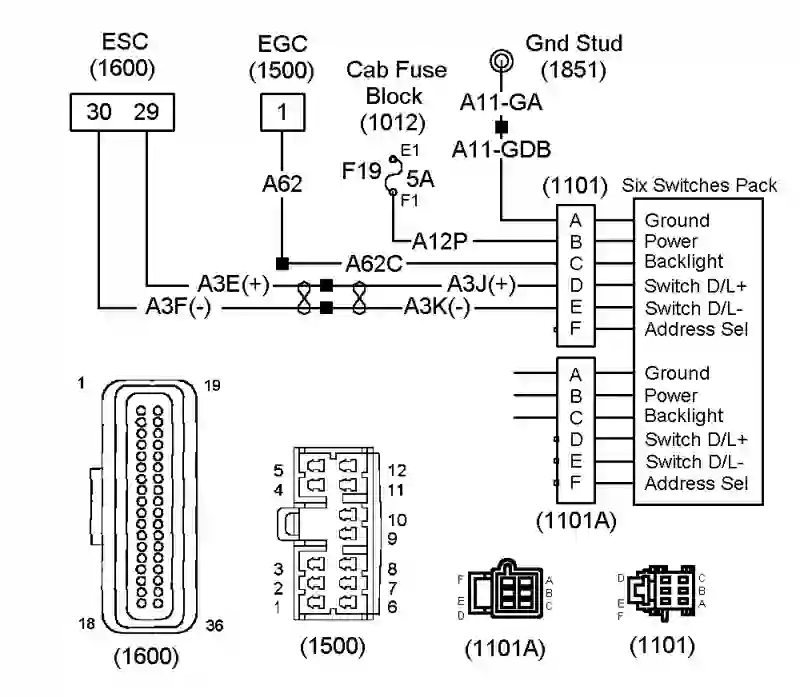 ESC
(1600)
EGC
(1500)
Cab Fuse
Block
(1012)
Gnd Stud
(1851)
30 29
1
A11-GA
A11-GDB
E1
F19 5A
F1
A62
(1101) Six Switches Pack
A Ground
A12P B Power
A62C C Backlight
A3E(+) A3J(+) D Switch D/L+
A3F(-) A3K(-) E Switch D/L-
F Address Sel
A Ground
B Power
C Backlight
D Switch D/L+
E Switch D/L-
F Address Sel
(1101A)
1 19
18 36
(1600)
5 12
4 11
10
9
3 8
2 7
1 6
(1500)
F A
B
E C
D
(1101A)
D C
B
E A
F
(1101)